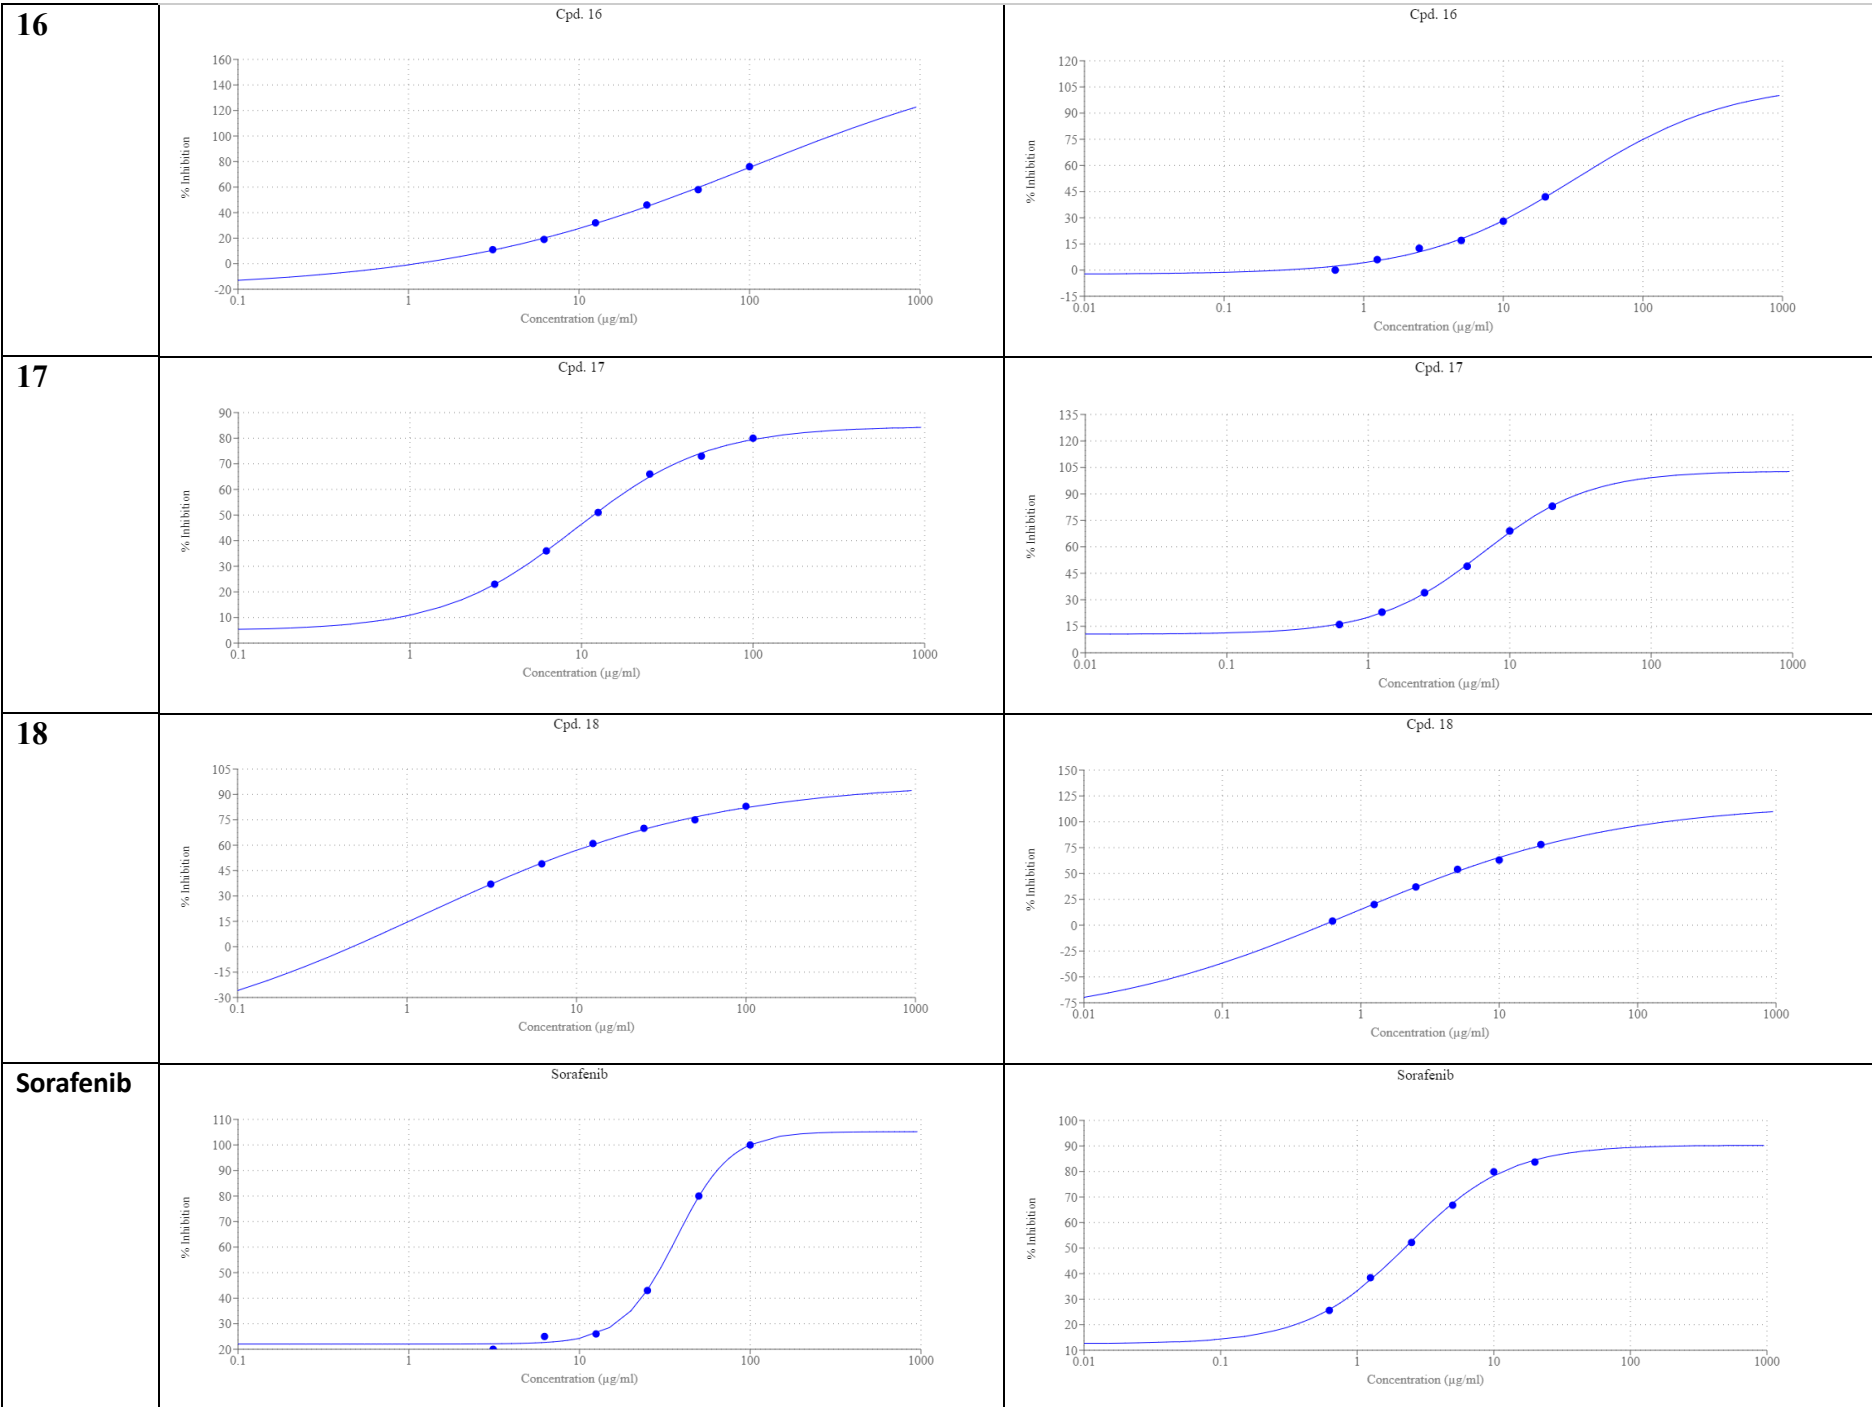 16
Cpd. 16
160
140
120
100
80
60
40
20
0
-20
% Inhibition
0.1 1 10 100 1000
Concentration (µg/ml)
Cpd. 16
120
105
90
75
60
45
30
15
0
-15
% Inhibition
0.01 0.1 1 10 100 1000
Concentration (µg/ml)
17
Cpd. 17
90
80
70
60
50
40
30
20
10
0
% Inhibition
0.1 1 10 100 1000
Concentration (µg/ml)
Cpd. 17
135
120
105
90
75
60
45
30
15
0
% Inhibition
0.01 0.1 1 10 100 1000
Concentration (µg/ml)
18
Cpd. 18
105
90
75
60
45
30
15
0
-15
-30
% Inhibition
0.1 1 10 100 1000
Concentration (µg/ml)
Cpd. 18
150
125
100
75
50
25
0
-25
-50
-75
% Inhibition
0.01 0.1 1 10 100 1000
Concentration (µg/ml)
Sorafenib
Sorafenib
110
100
90
80
70
60
50
40
30
20
% Inhibition
0.1 1 10 100 1000
Concentration (µg/ml)
Sorafenib
100
90
80
70
60
50
40
30
20
10
% Inhibition
0.01 0.1 1 10 100 1000
Concentration (µg/ml)